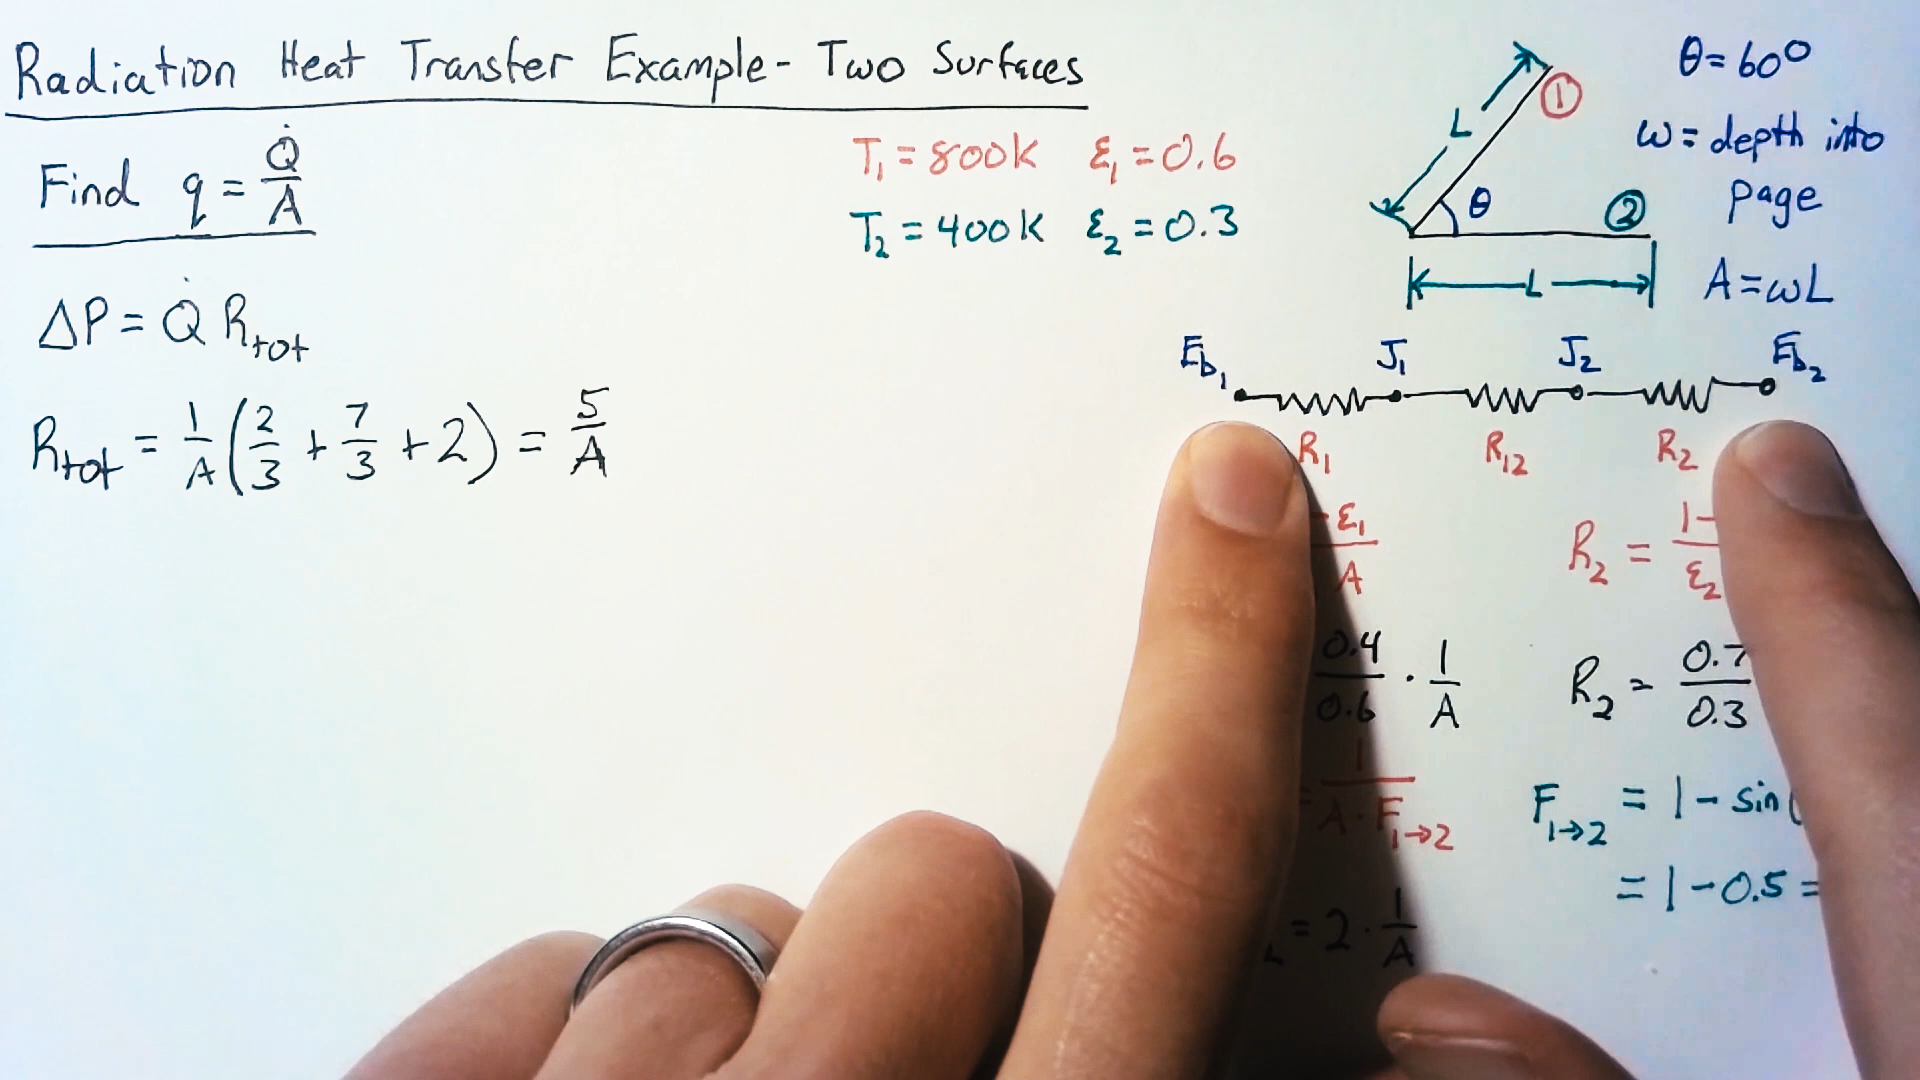 Radiation Heat Transfer Example - Two Surfaces
Find q = Q̇/A
T₁ = 800K ε₁ = 0.6
T₂ = 400K ε₂ = 0.3
ΔP = Q̇ R_tot
R_tot = 1/A (2/3 + 7/3 + 2) = 5/A
L
①
θ
②
L
θ = 60°
w = depth into
page
A = wL
E_b₁ J₁ J₂ E_b₂
R₁ R₁₂ R₂
-ε₁ / A
0.4/0.6 · 1/A
= 1 / A·F₁→₂
= 2 · 1/A
R₂ = 1- / ε₂
R₂ = 0.7/0.3
F₁→₂ = 1 - sin(
= 1 - 0.5 =